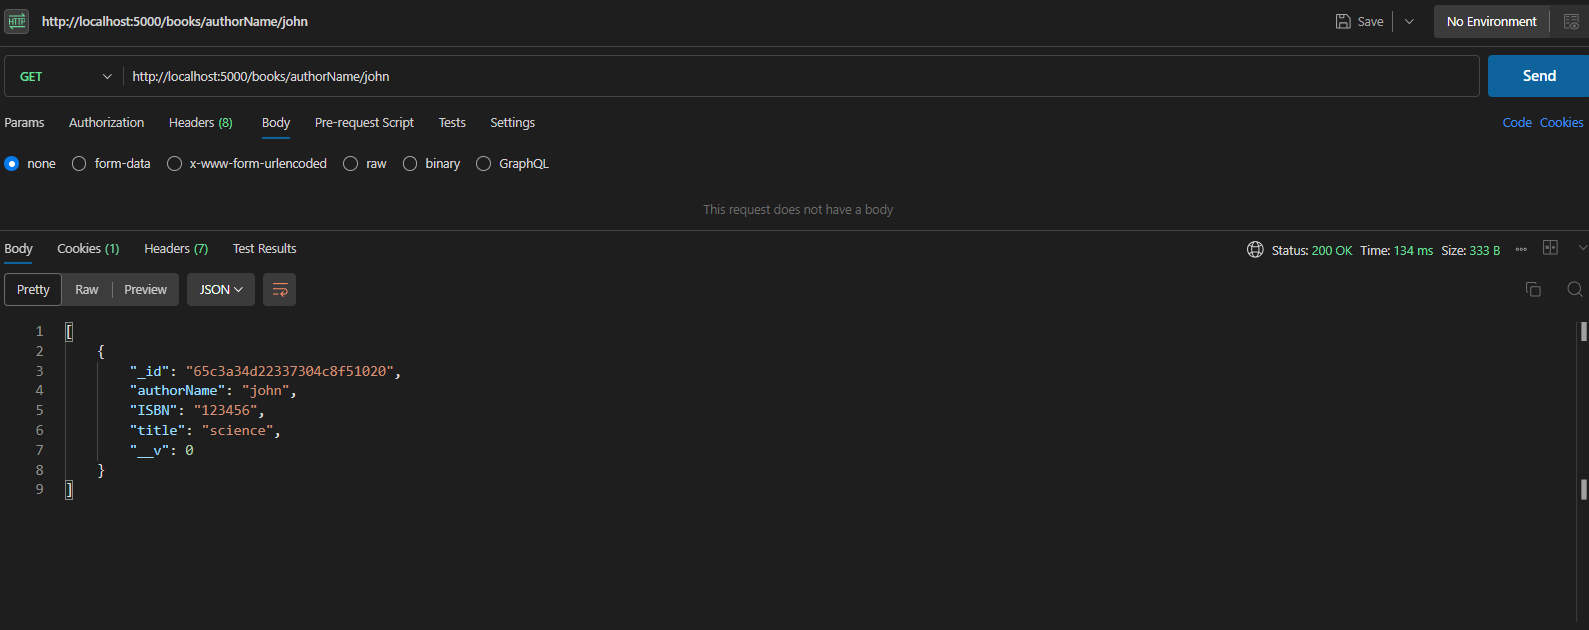 HTTP http://localhost:5000/books/authorName/john Save No Environment
GET http://localhost:5000/books/authorName/john Send
Params Authorization Headers (8) Body Pre-request Script Tests Settings Code Cookies
none form-data x-www-form-urlencoded raw binary GraphQL
This request does not have a body
Body Cookies (1) Headers (7) Test Results Status: 200 OK Time: 134 ms Size: 333 B
Pretty Raw Preview JSON
1 [
2 {
3 "_id": "65c3a34d22337304c8f51020",
4 "authorName": "john",
5 "ISBN": "123456",
6 "title": "science",
7 "__v": 0
8 }
9 ]